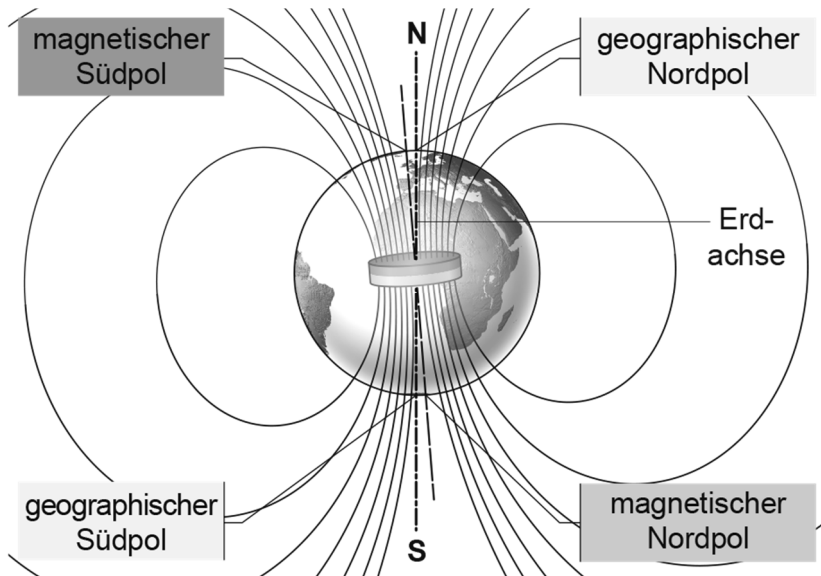 magnetischer
Südpol
N
geographischer
Nordpol
Erd-
achse
geographischer
Südpol
S
magnetischer
Nordpol